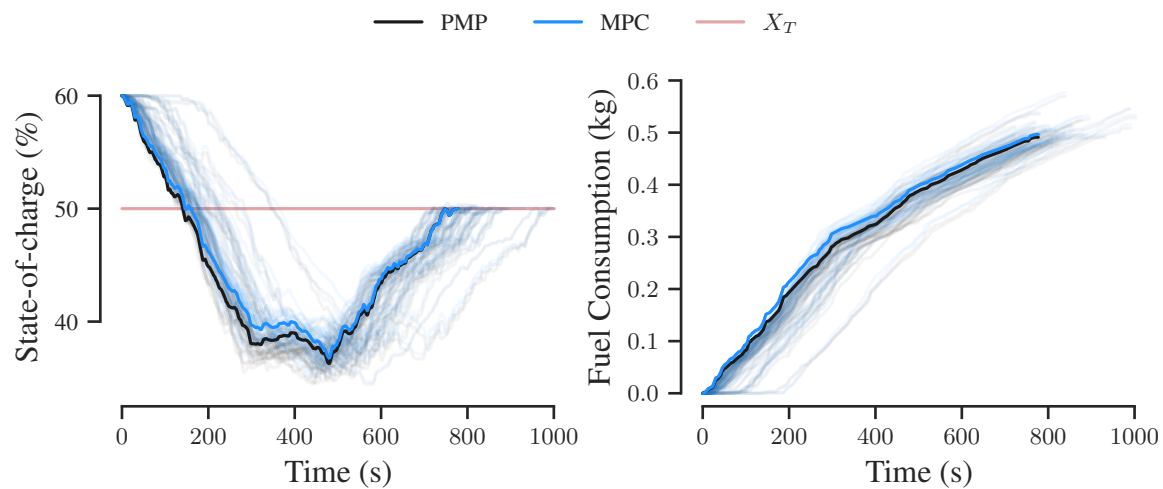 PMP MPC X_T
State-of-charge (%)
60
50
40
0 200 400 600 800 1000
Time (s)
Fuel Consumption (kg)
0.6
0.5
0.4
0.3
0.2
0.1
0.0
0 200 400 600 800 1000
Time (s)